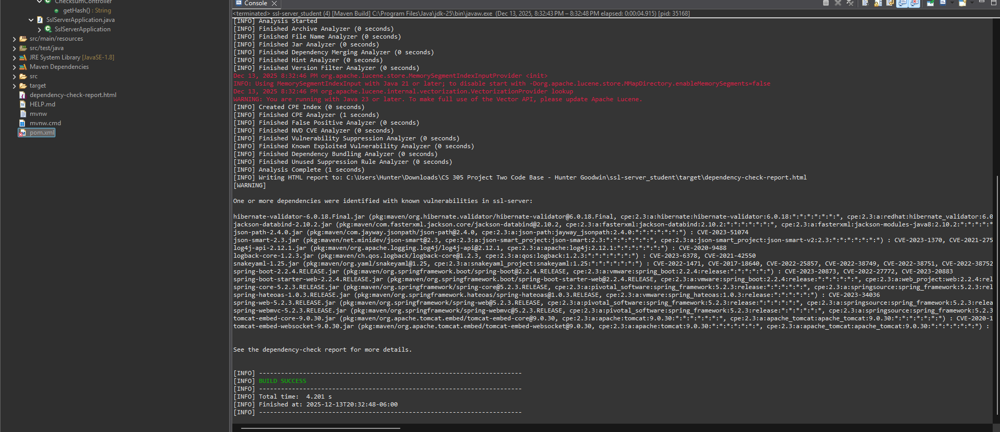 ChecksumController
getHash() : String
SslServerApplication.java
SslServerApplication
src/main/resources
src/test/java
JRE System Library [JavaSE-1.8]
Maven Dependencies
src
target
dependency-check-report.html
HELP.md
mvnw
mvnw.cmd
pom.xml
Console
<terminated> ssl-server_student (4) [Maven Build] C:\Program Files\Java\jdk-25\bin\javaw.exe (Dec 13, 2025, 8:32:43 PM – 8:32:48 PM elapsed: 0:00:04.915) [pid: 35168]
[INFO] Analysis Started
[INFO] Finished Archive Analyzer (0 seconds)
[INFO] Finished File Name Analyzer (0 seconds)
[INFO] Finished Jar Analyzer (0 seconds)
[INFO] Finished Dependency Merging Analyzer (0 seconds)
[INFO] Finished Hint Analyzer (0 seconds)
[INFO] Finished Version Filter Analyzer (0 seconds)
Dec 13, 2025 8:32:46 PM org.apache.lucene.store.MemorySegmentIndexInputProvider <init>
INFO: Using MemorySegmentIndexInput with Java 21 or later; to disable start with -Dorg.apache.lucene.store.MMapDirectory.enableMemorySegments=false
Dec 13, 2025 8:32:46 PM org.apache.lucene.internal.vectorization.VectorizationProvider lookup
WARNING: You are running with Java 23 or later. To make full use of the Vector API, please update Apache Lucene.
[INFO] Created CPE Index (0 seconds)
[INFO] Finished CPE Analyzer (1 seconds)
[INFO] Finished False Positive Analyzer (0 seconds)
[INFO] Finished NVD CVE Analyzer (0 seconds)
[INFO] Finished Vulnerability Suppression Analyzer (0 seconds)
[INFO] Finished Known Exploited Vulnerability Analyzer (0 seconds)
[INFO] Finished Dependency Bundling Analyzer (0 seconds)
[INFO] Finished Unused Suppression Rule Analyzer (0 seconds)
[INFO] Analysis Complete (1 seconds)
[INFO] Writing HTML report to: C:\Users\Hunter\Downloads\CS 305 Project Two Code Base - Hunter Goodwin\ssl-server_student\target\dependency-check-report.html
[WARNING]
One or more dependencies were identified with known vulnerabilities in ssl-server:
hibernate-validator-6.0.18.Final.jar (pkg:maven/org.hibernate.validator/hibernate-validator@6.0.18.Final, cpe:2.3:a:hibernate:hibernate-validator:6.0.18:*:*:*:*:*:*:*, cpe:2.3:a:redhat:hibernate_validator:6.0
jackson-databind-2.10.2.jar (pkg:maven/com.fasterxml.jackson.core/jackson-databind@2.10.2, cpe:2.3:a:fasterxml:jackson-databind:2.10.2:*:*:*:*:*:*:*, cpe:2.3:a:fasterxml:jackson-modules-java8:2.10.2:*:*:*:*:*
json-path-2.4.0.jar (pkg:maven/com.jayway.jsonpath/json-path@2.4.0, cpe:2.3:a:json-path:jayway_jsonpath:2.4.0:*:*:*:*:*:*:*) : CVE-2023-51074
json-smart-2.3.jar (pkg:maven/net.minidev/json-smart@2.3, cpe:2.3:a:json-smart_project:json-smart:2.3:*:*:*:*:*:*:*, cpe:2.3:a:json-smart_project:json-smart-v2:2.3:*:*:*:*:*:*:*) : CVE-2023-1370, CVE-2021-275
log4j-api-2.12.1.jar (pkg:maven/org.apache.logging.log4j/log4j-api@2.12.1, cpe:2.3:a:apache:log4j:2.12.1:*:*:*:*:*:*:*) : CVE-2020-9488
logback-core-1.2.3.jar (pkg:maven/ch.qos.logback/logback-core@1.2.3, cpe:2.3:a:qos:logback:1.2.3:*:*:*:*:*:*:*) : CVE-2023-6378, CVE-2021-42550
snakeyaml-1.25.jar (pkg:maven/org.yaml/snakeyaml@1.25, cpe:2.3:a:snakeyaml_project:snakeyaml:1.25:*:*:*:*:*:*:*) : CVE-2022-1471, CVE-2017-18640, CVE-2022-25857, CVE-2022-38749, CVE-2022-38751, CVE-2022-38752
spring-boot-2.2.4.RELEASE.jar (pkg:maven/org.springframework.boot/spring-boot@2.2.4.RELEASE, cpe:2.3:a:vmware:spring_boot:2.2.4:release:*:*:*:*:*:*) : CVE-2023-20873, CVE-2022-27772, CVE-2023-20883
spring-boot-starter-web-2.2.4.RELEASE.jar (pkg:maven/org.springframework.boot/spring-boot-starter-web@2.2.4.RELEASE, cpe:2.3:a:vmware:spring_boot:2.2.4:release:*:*:*:*:*:*, cpe:2.3:a:web_project:web:2.2.4:rel
spring-core-5.2.3.RELEASE.jar (pkg:maven/org.springframework/spring-core@5.2.3.RELEASE, cpe:2.3:a:pivotal_software:spring_framework:5.2.3:release:*:*:*:*:*:*, cpe:2.3:a:springsource:spring_framework:5.2.3:rel
spring-hateoas-1.0.3.RELEASE.jar (pkg:maven/org.springframework.hateoas/spring-hateoas@1.0.3.RELEASE, cpe:2.3:a:vmware:spring_hateoas:1.0.3:release:*:*:*:*:*:*) : CVE-2023-34036
spring-web-5.2.3.RELEASE.jar (pkg:maven/org.springframework/spring-web@5.2.3.RELEASE, cpe:2.3:a:pivotal_software:spring_framework:5.2.3:release:*:*:*:*:*:*, cpe:2.3:a:springsource:spring_framework:5.2.3:relea
spring-webmvc-5.2.3.RELEASE.jar (pkg:maven/org.springframework/spring-webmvc@5.2.3.RELEASE, cpe:2.3:a:pivotal_software:spring_framework:5.2.3:release:*:*:*:*:*:*, cpe:2.3:a:springsource:spring_framework:5.2.3
tomcat-embed-core-9.0.30.jar (pkg:maven/org.apache.tomcat.embed/tomcat-embed-core@9.0.30, cpe:2.3:a:apache:tomcat:9.0.30:*:*:*:*:*:*:*, cpe:2.3:a:apache_tomcat:apache_tomcat:9.0.30:*:*:*:*:*:*:*) : CVE-2020-1
tomcat-embed-websocket-9.0.30.jar (pkg:maven/org.apache.tomcat.embed/tomcat-embed-websocket@9.0.30, cpe:2.3:a:apache:tomcat:9.0.30:*:*:*:*:*:*:*, cpe:2.3:a:apache_tomcat:apache_tomcat:9.0.30:*:*:*:*:*:*:*) :
See the dependency-check report for more details.
[INFO] ------------------------------------------------------------------------
[INFO] BUILD SUCCESS
[INFO] ------------------------------------------------------------------------
[INFO] Total time:  4.201 s
[INFO] Finished at: 2025-12-13T20:32:48-06:00
[INFO] ------------------------------------------------------------------------